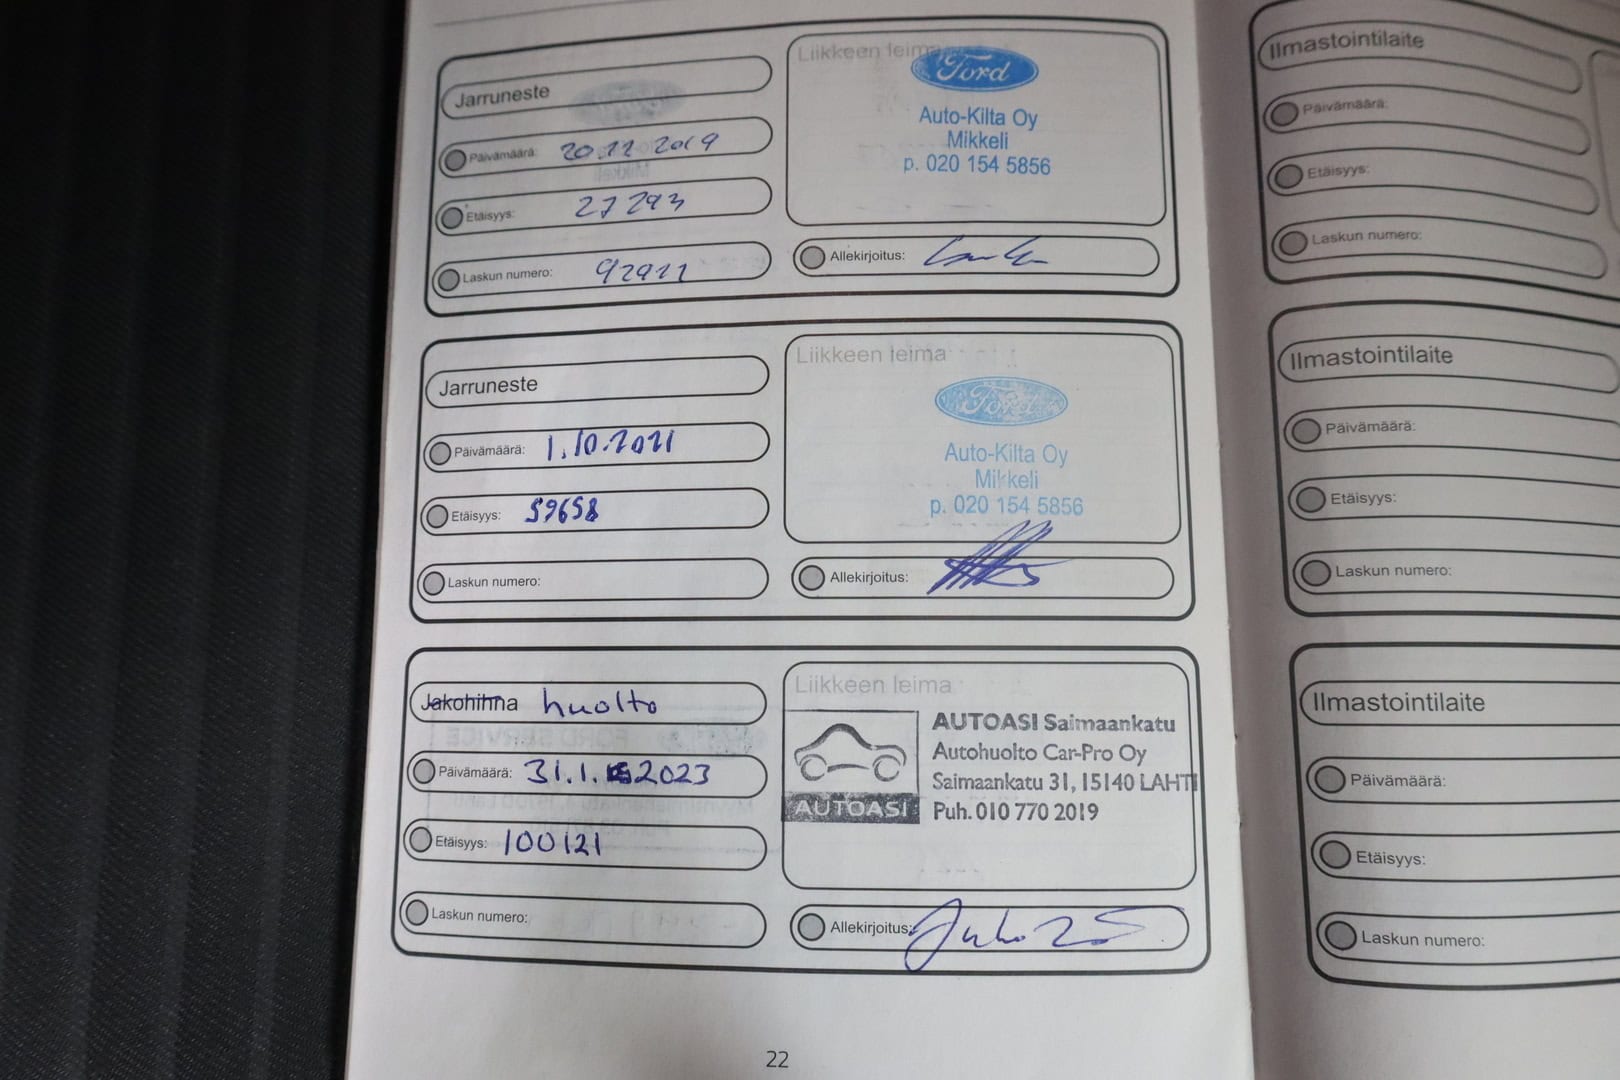 Jarruneste
Päivämäärä: 20.12 2019
Etäisyys: 27293
Laskun numero: 92911
Liikkeen leima
Ford
Auto-Kilta Oy
Mikkeli
p. 020 154 5856
Allekirjoitus:
Jarruneste
Päivämäärä: 1.10.2021
Etäisyys: 59658
Laskun numero:
Liikkeen leima
Ford
Auto-Kilta Oy
Mikkeli
p. 020 154 5856
Allekirjoitus:
Jakohihna huolto
Päivämäärä: 31.1. 2023
Etäisyys: 100121
Laskun numero:
Liikkeen leima
AUTOASI
AUTOASI Saimaankatu
Autohuolto Car-Pro Oy
Saimaankatu 31, 15140 LAHTI
Puh. 010 770 2019
Allekirjoitus:
22
Ilmastointilaite
Päivämäärä:
Etäisyys:
Laskun numero:
Ilmastointilaite
Päivämäärä:
Etäisyys:
Laskun numero:
Ilmastointilaite
Päivämäärä:
Etäisyys:
Laskun numero: